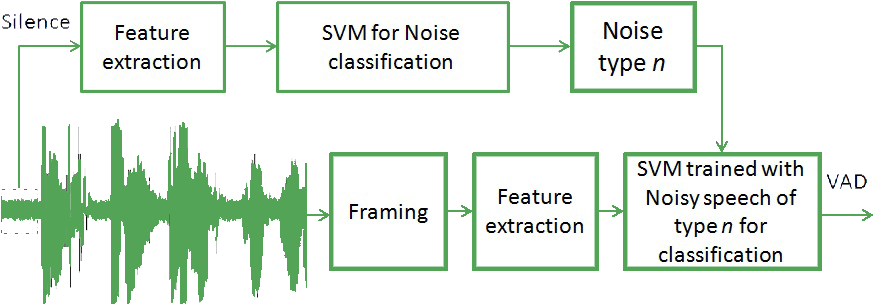 Silence
Feature
extraction
SVM for Noise
classification
Noise
type n
Framing
Feature
extraction
SVM trained with
Noisy speech of
type n for
classification
VAD